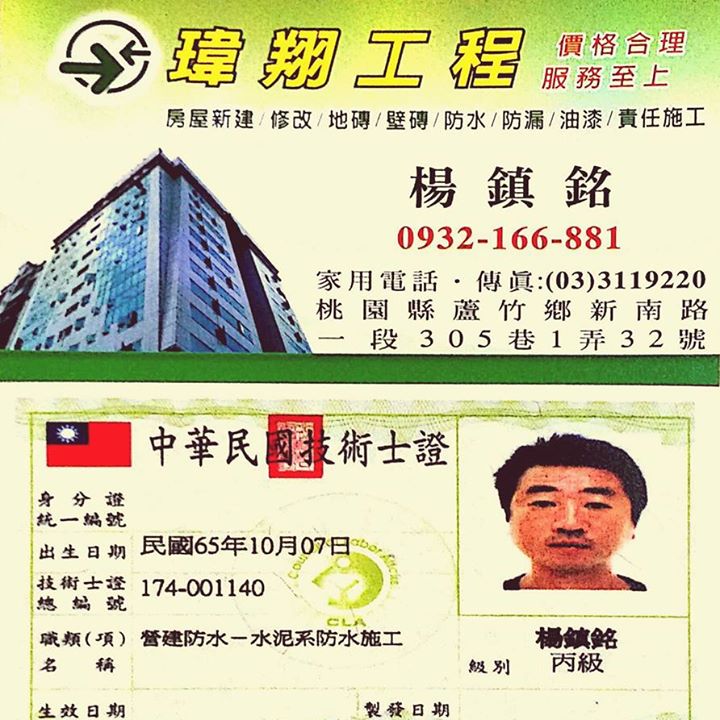 瑋翔工程
價格合理
服務至上
房屋新建/修改/地磚/壁磚/防水/防漏/油漆/責任施工
楊鎮銘
0932-166-881
家用電話·傳眞:(03)3119220
桃園縣蘆竹鄉新南路
一段305巷1弄32號
中華民國技術士證
身分證
統一編號
出生日期 民國65年10月07日
技術士證
總編號 174-001140
職類(項)
名稱 營建防水－水泥系防水施工
楊鎮銘
級別 丙級
生效日期
製發日期
CLA